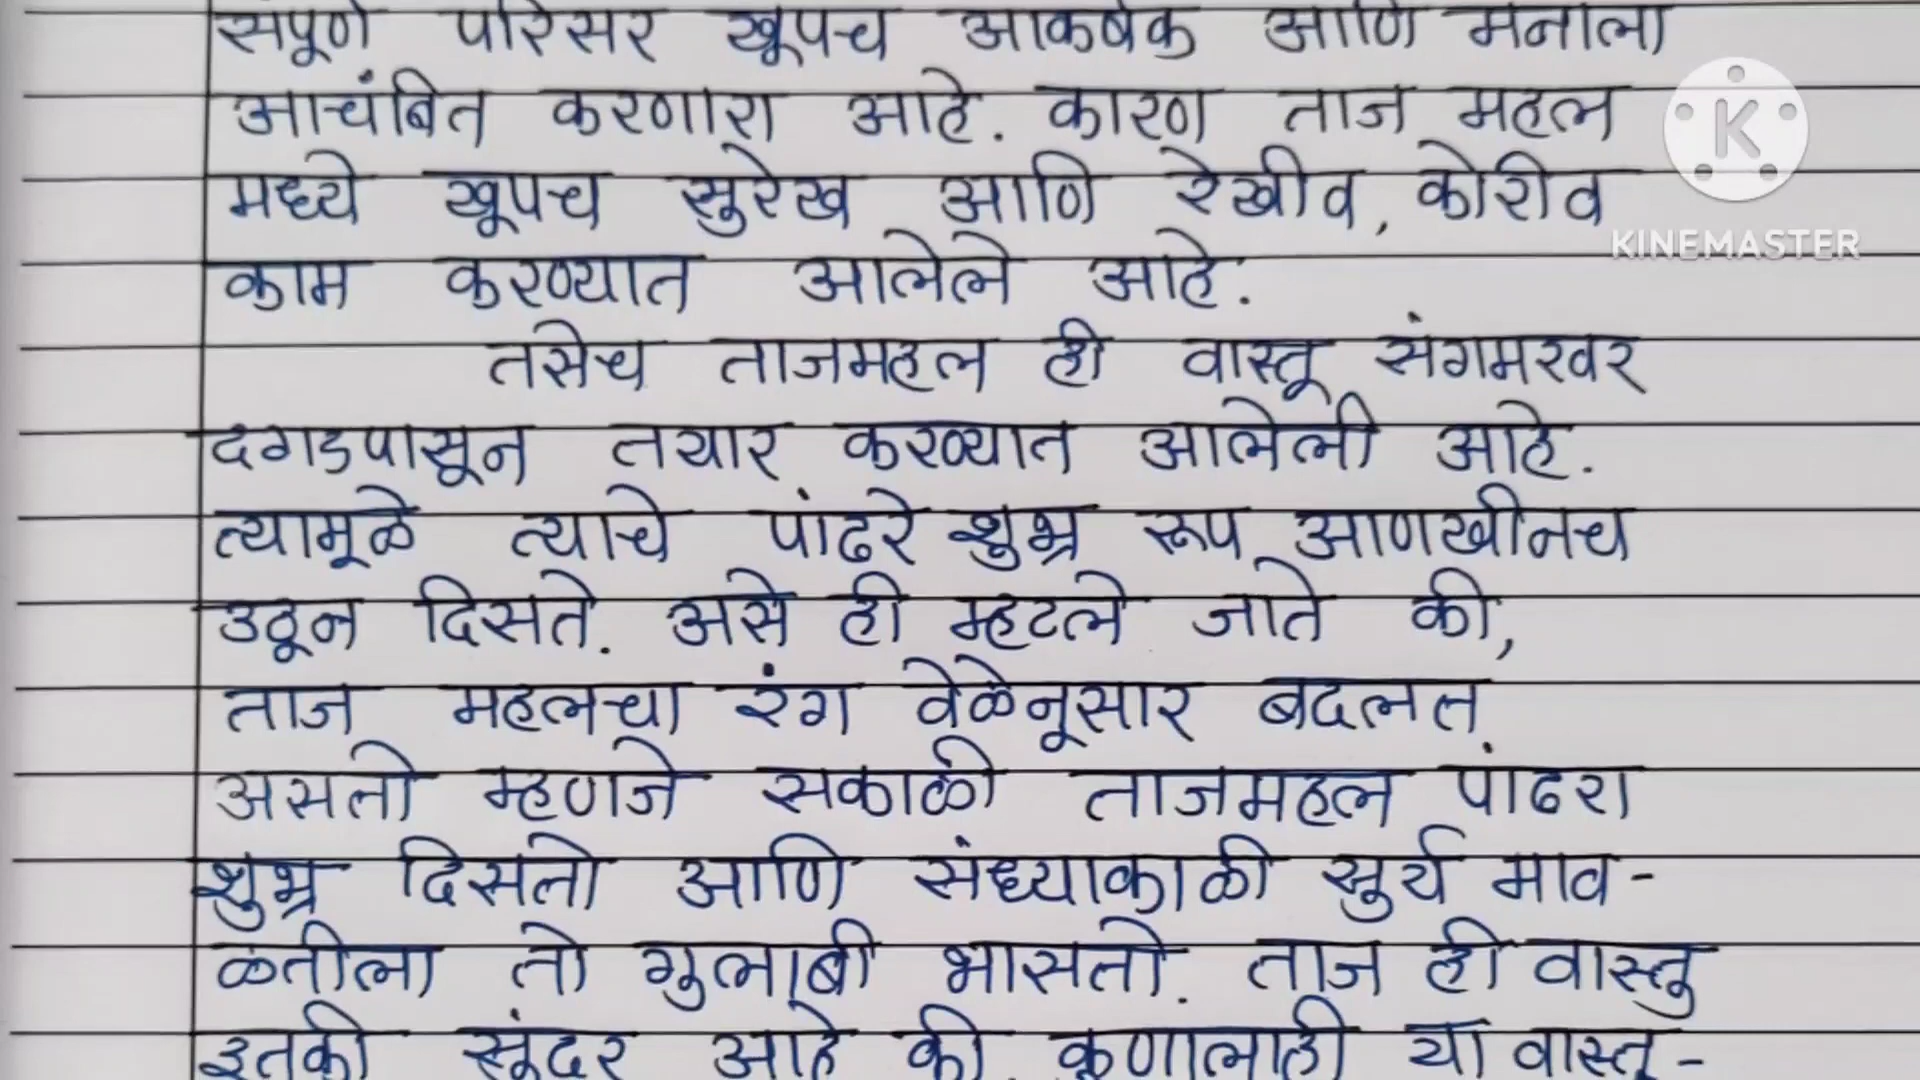 संपूर्ण परिसर खूपच आकर्षक आणि मनाला
आचंबित करणारा आहे. कारण ताज महल
मध्ये खूपच सुरेख आणि रेखीव, कोरीव
काम करण्यात आलेले आहे.
तसेच ताजमहल ही वास्तू संगमरवर
दगडपासून तयार करण्यात आलेली आहे.
त्यामूळे त्याचे पांढरे शुभ्र रूप आणखीनच
उठून दिसते. असे ही म्हटले जाते की,
ताज महलचा रंग वेळेनूसार बदलत
असतो म्हणजे सकाळी ताजमहल पांढरा
शुभ्र दिसतो आणि संध्याकाळी सुर्य माव-
ळतीला तो गुलाबी भासतो. ताज ही वास्तु
इतकी सूंदर आहे की कुणालाही या वास्तू-
KINEMASTER